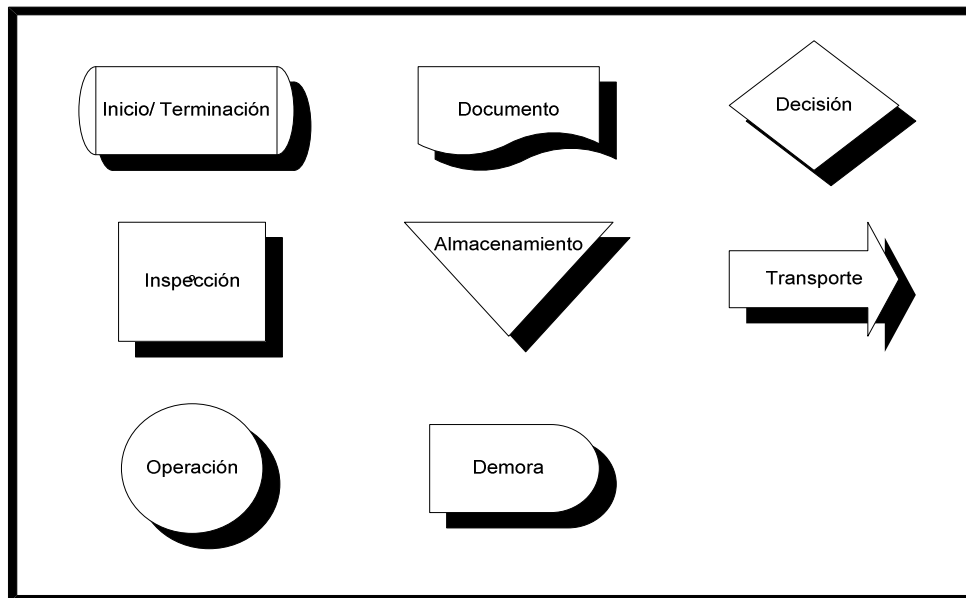 Inicio/ Terminación
Documento
Decisión
Inspección
Almacenamiento
Transporte
Operación
Demora